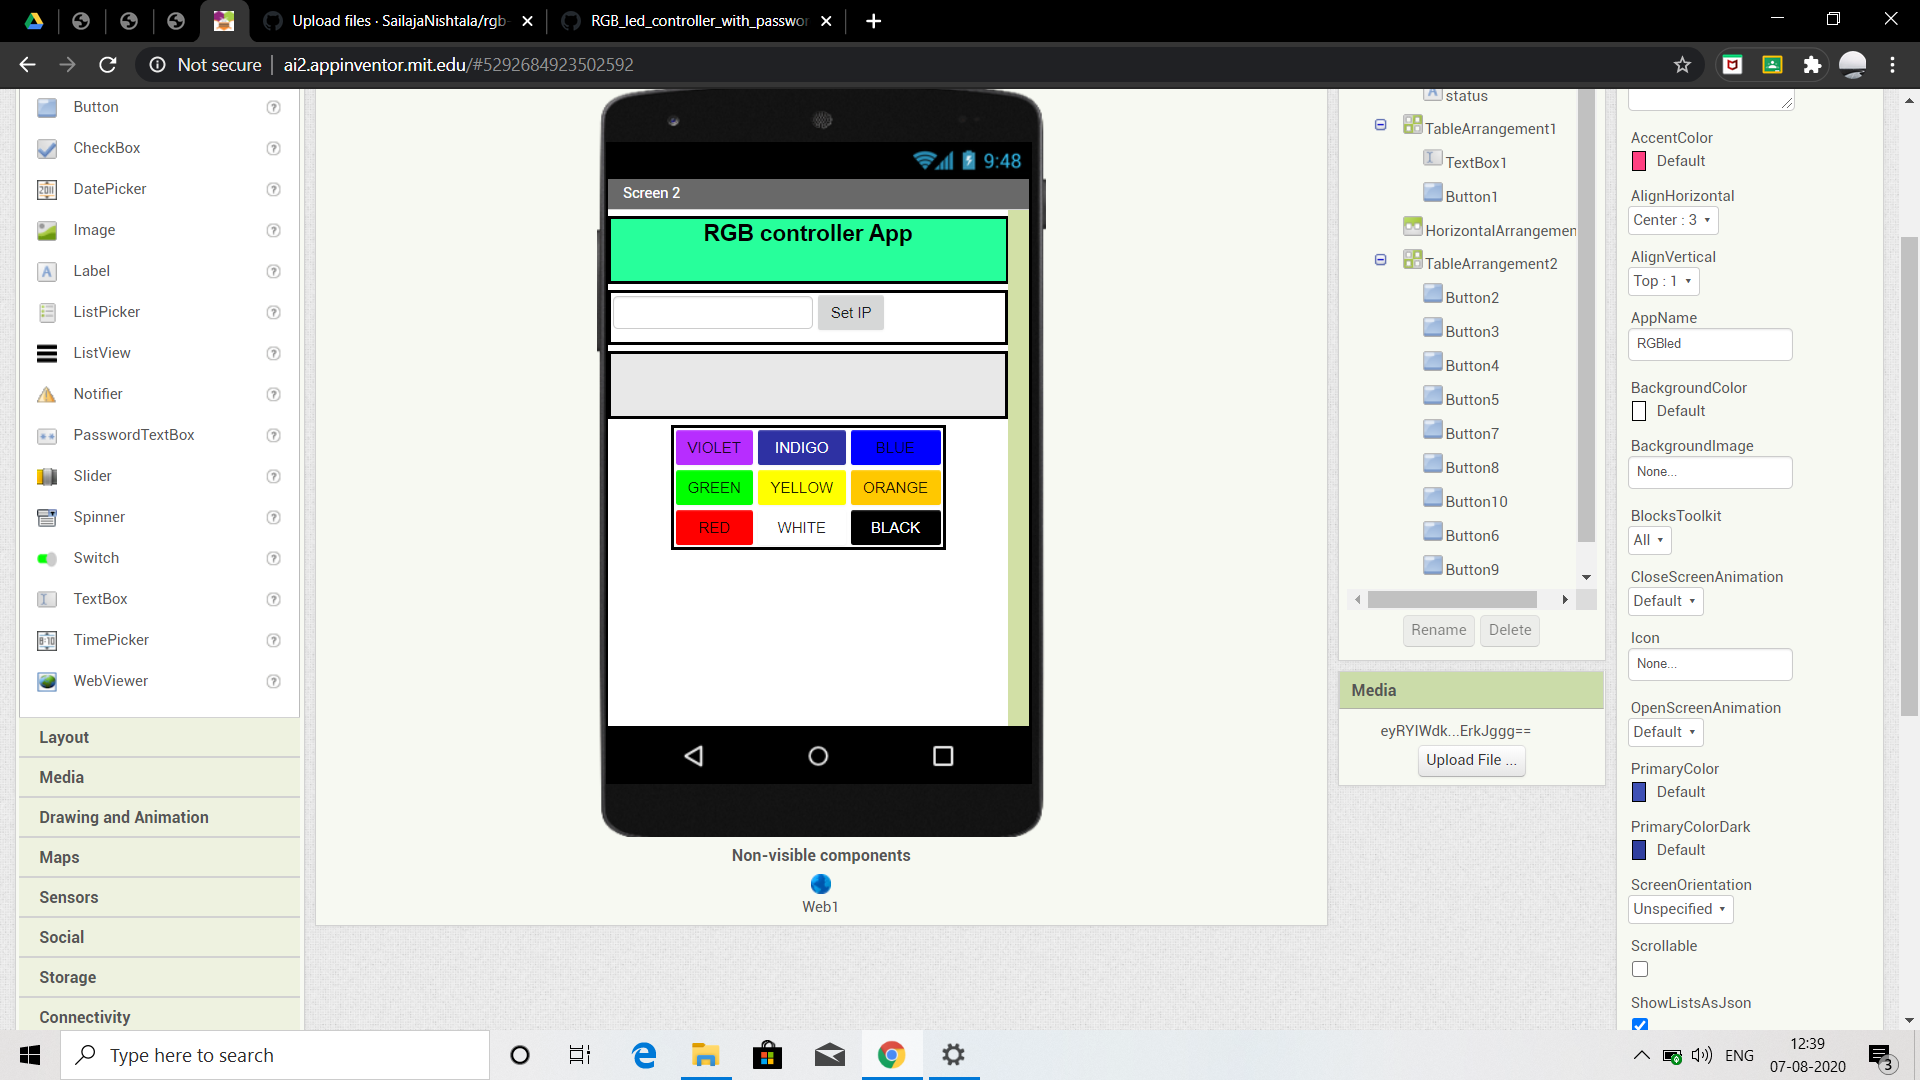 Upload files · SailajaNishtala/rgb-
RGB_led_controller_with_passwor
Not secure
ai2.appinventor.mit.edu/#5292684923502592
Button
CheckBox
DatePicker
Image
Label
ListPicker
ListView
Notifier
PasswordTextBox
Slider
Spinner
Switch
TextBox
TimePicker
WebViewer
Layout
Media
Drawing and Animation
Maps
Sensors
Social
Storage
Connectivity
9:48
Screen 2
RGB controller App
Set IP
VIOLET INDIGO BLUE
GREEN YELLOW ORANGE
RED WHITE BLACK
Non-visible components
Web1
status
TableArrangement1
TextBox1
Button1
HorizontalArrangemen
TableArrangement2
Button2
Button3
Button4
Button5
Button7
Button8
Button10
Button6
Button9
Rename Delete
Media
eyRYIWdk...ErkJggg==
Upload File ...
AccentColor
Default
AlignHorizontal
Center : 3
AlignVertical
Top : 1
AppName
RGBled
BackgroundColor
Default
BackgroundImage
None...
BlocksToolkit
All
CloseScreenAnimation
Default
Icon
None...
OpenScreenAnimation
Default
PrimaryColor
Default
PrimaryColorDark
Default
ScreenOrientation
Unspecified
Scrollable
ShowListsAsJson
Type here to search
ENG
12:39
07-08-2020
3